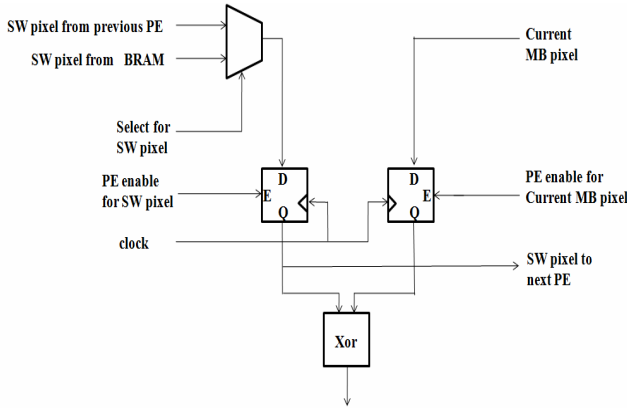 SW pixel from previous PE
SW pixel from BRAM
Current
MB pixel
Select for
SW pixel
PE enable
for SW pixel
D
E
Q
D
E
Q
PE enable for
Current MB pixel
clock
SW pixel to
next PE
Xor